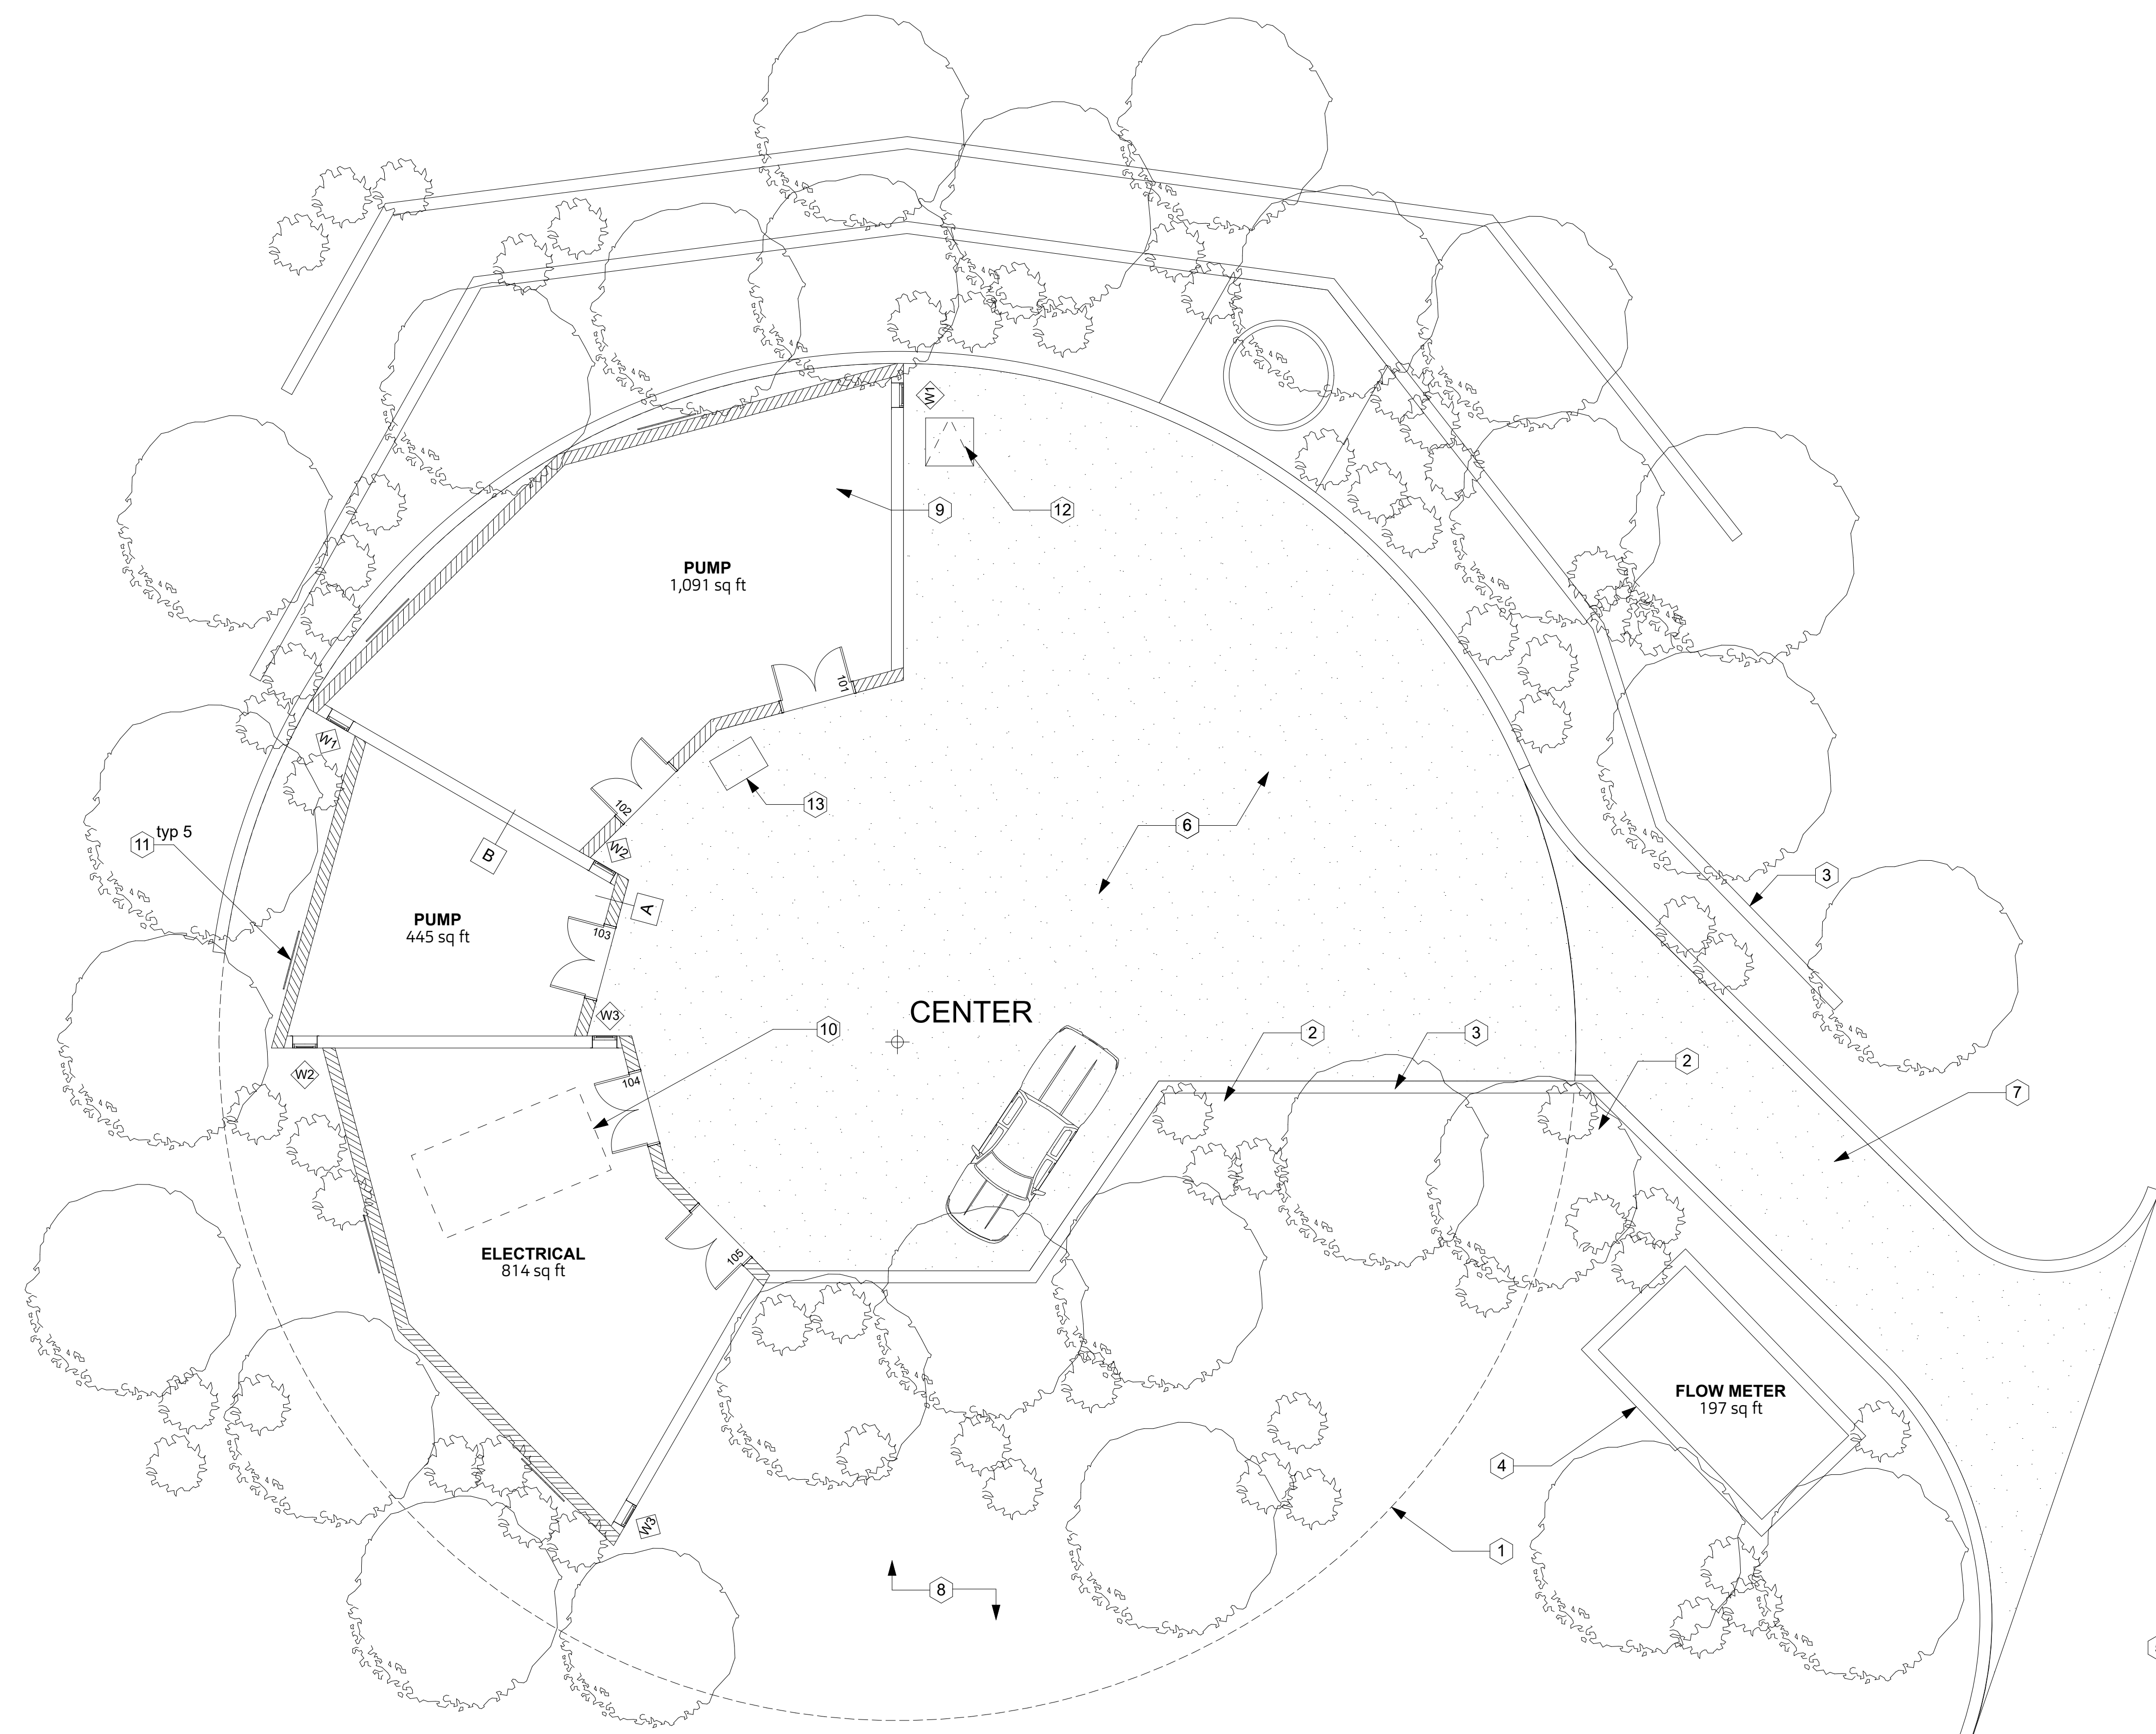 W1
12
9
PUMP
1,091 sq ft
101
W1
13
102
6
typ 5
11
B
W2
3
A
PUMP
445 sq ft
103
CENTER
W3
10
2
3
2
W2
104
7
ELECTRICAL
814 sq ft
105
FLOW METER
197 sq ft
4
W3
1
8